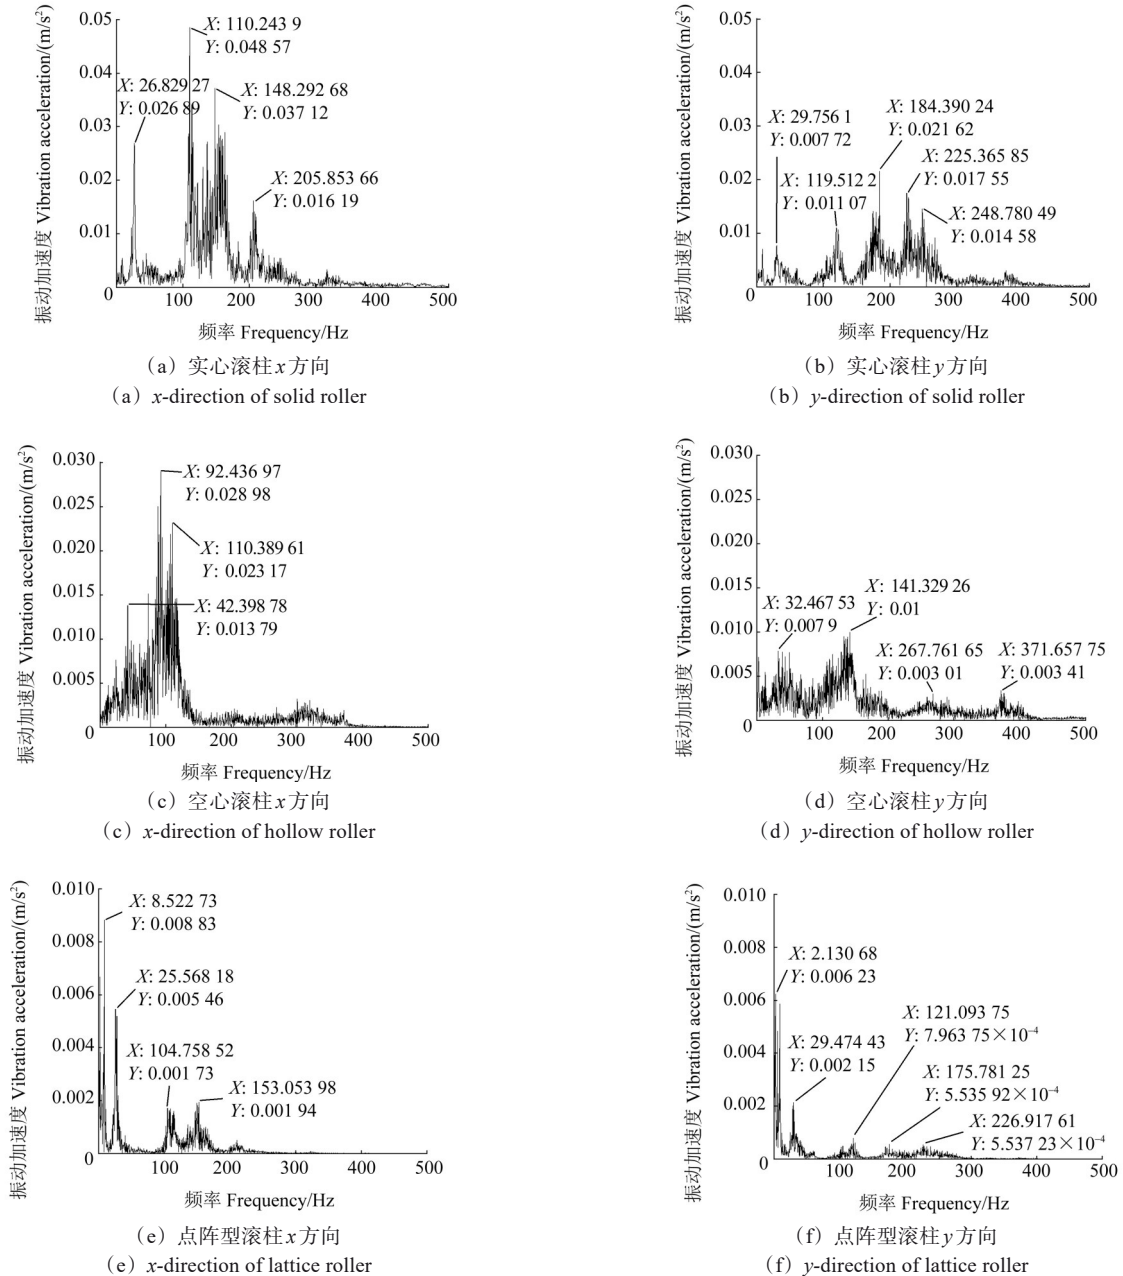 振动加速度 Vibration acceleration/(m/s²)
0.05
0.04
0.03
0.02
0.01
0
100
200
300
400
500
X: 110.243 9
Y: 0.048 57
X: 26.829 27
Y: 0.026 89
X: 148.292 68
Y: 0.037 12
X: 205.853 66
Y: 0.016 19
频率 Frequency/Hz
（a）实心滚柱x方向
（a）x-direction of solid roller
振动加速度 Vibration acceleration/(m/s²)
0.05
0.04
0.03
0.02
0.01
0
100
200
300
400
500
X: 29.756 1
Y: 0.007 72
X: 184.390 24
Y: 0.021 62
X: 119.512 2
Y: 0.011 07
X: 225.365 85
Y: 0.017 55
X: 248.780 49
Y: 0.014 58
频率 Frequency/Hz
（b）实心滚柱y方向
（b）y-direction of solid roller
振动加速度 Vibration acceleration/(m/s²)
0.030
0.025
0.020
0.015
0.010
0.005
0
100
200
300
400
500
X: 92.436 97
Y: 0.028 98
X: 110.389 61
Y: 0.023 17
X: 42.398 78
Y: 0.013 79
频率 Frequency/Hz
（c）空心滚柱x方向
（c）x-direction of hollow roller
振动加速度 Vibration acceleration/(m/s²)
0.030
0.025
0.020
0.015
0.010
0.005
0
100
200
300
400
500
X: 32.467 53
Y: 0.007 9
X: 141.329 26
Y: 0.01
X: 267.761 65
Y: 0.003 01
X: 371.657 75
Y: 0.003 41
频率 Frequency/Hz
（d）空心滚柱y方向
（d）y-direction of hollow roller
振动加速度 Vibration acceleration/(m/s²)
0.010
0.008
0.006
0.004
0.002
0
100
200
300
400
500
X: 8.522 73
Y: 0.008 83
X: 25.568 18
Y: 0.005 46
X: 104.758 52
Y: 0.001 73
X: 153.053 98
Y: 0.001 94
频率 Frequency/Hz
（e）点阵型滚柱x方向
（e）x-direction of lattice roller
振动加速度 Vibration acceleration/(m/s²)
0.010
0.008
0.006
0.004
0.002
0
100
200
300
400
500
X: 2.130 68
Y: 0.006 23
X: 29.474 43
Y: 0.002 15
X: 121.093 75
Y: 7.963 75×10⁻⁴
X: 175.781 25
Y: 5.535 92×10⁻⁴
X: 226.917 61
Y: 5.537 23×10⁻⁴
频率 Frequency/Hz
（f）点阵型滚柱y方向
（f）y-direction of lattice roller